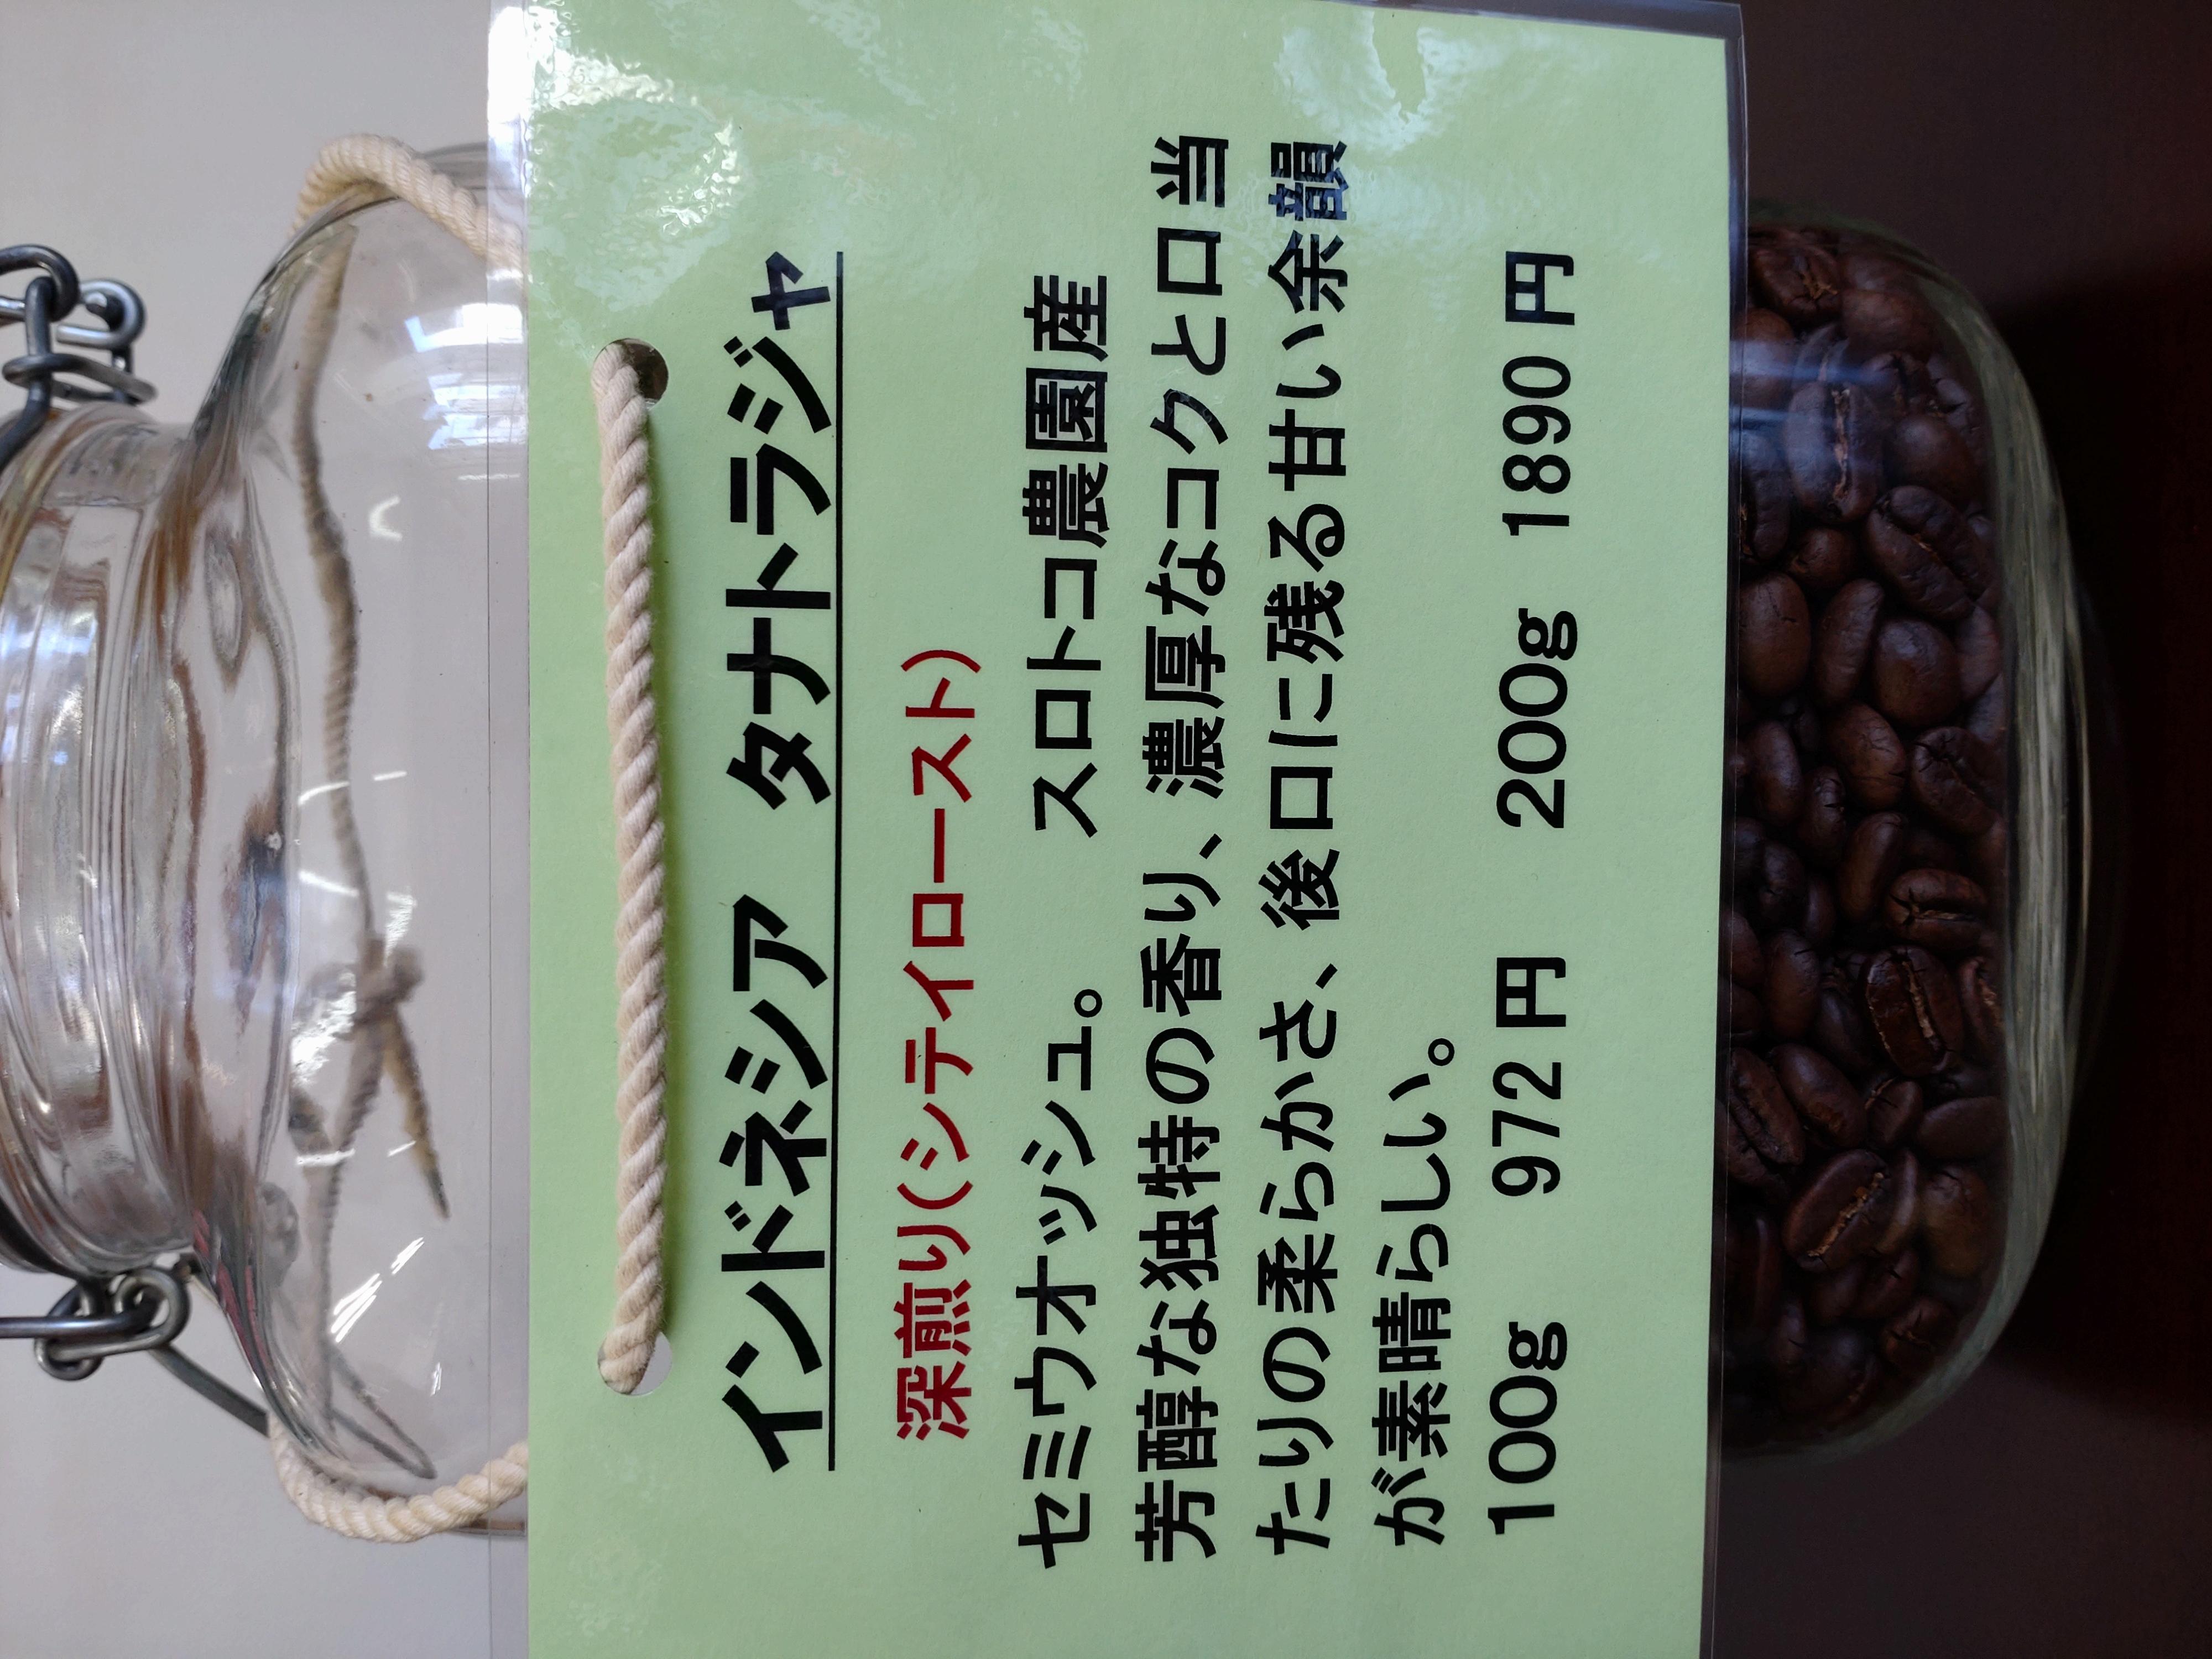 インドネシア　タナトラジャ
深煎り(シテイロースト)
セミウオッシュ。　スロトコ農園産
芳醇な独特の香り、濃厚なコクと口当
たりの柔らかさ、後口に残る甘い余韻
が素晴らしい。
100g　972円　200g　1890円